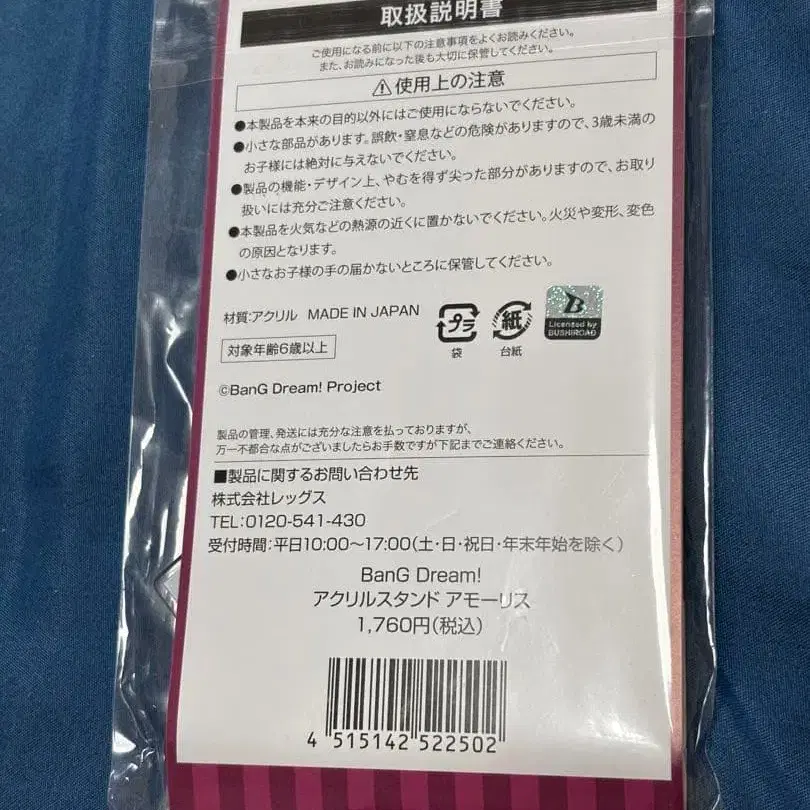 取扱説明書
ご使用になる前に以下の注意事項をよくお読みください。
また、お読みになった後も大切に保管してください。
⚠使用上の注意
●本製品を本来の目的以外にはご使用にならないでください。
●小さな部品があります。誤飲・窒息などの危険がありますので、3歳未満の
お子様には絶対に与えないでください。
●製品の機能・デザイン上、やむを得ず尖った部分がありますので、お取り
扱いには充分ご注意ください。
●本製品を火気などの熱源の近くに置かないでください。火災や変形、変色
の原因となります。
●小さなお子様の手の届かないところに保管してください。
材質:アクリル MADE IN JAPAN
プラ
袋
紙
台紙
B
Licensed by
BUSHIROAD
対象年齢6歳以上
©BanG Dream! Project
製品の管理、発送には充分な注意を払っておりますが、
万一不都合な点がございましたらお手数ですが下記までご連絡ください。
■製品に関するお問い合わせ先
株式会社レッグス
TEL:0120-541-430
受付時間:平日10:00〜17:00(土・日・祝日・年末年始を除く)
BanG Dream!
アクリルスタンド アモーリス
1,760円(税込)
4 515142 522502